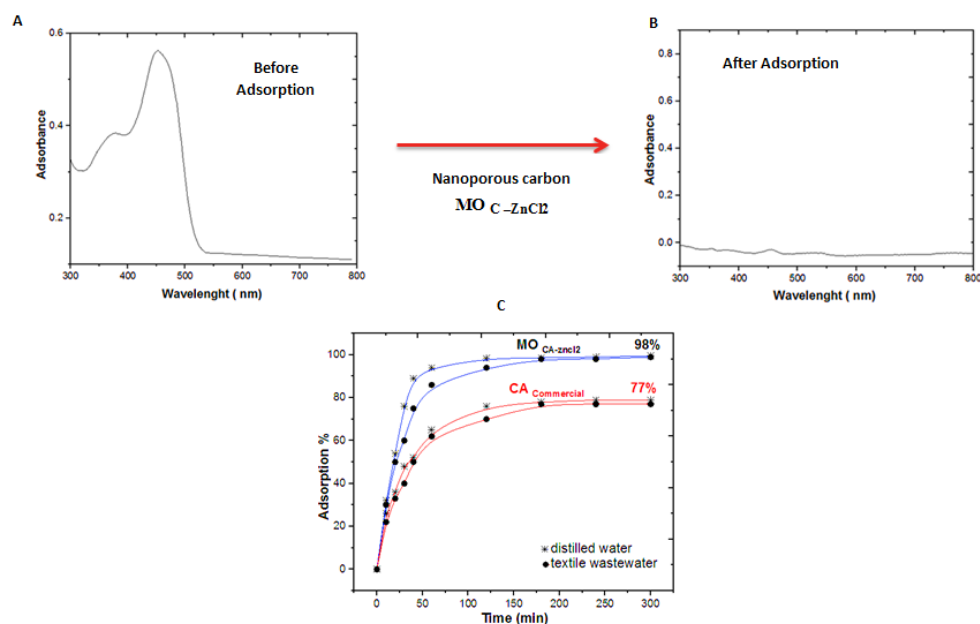 A
0.6
0.4
0.2
Adsorbance
Before
Adsorption
300 400 500 600 700 800
Wavelenght ( nm)
Nanoporous carbon
MO C –ZnCl2
B
0.8
0.6
0.4
0.2
0.0
Adsorbance
After Adsorption
300 400 500 600 700 800
Wavelenght ( nm)
C
100
80
60
40
20
0
Adsorption %
MO CA-zncl2 98%
CA Commercial 77%
distilled water
textile wastewater
0 50 100 150 200 250 300
Time (min)